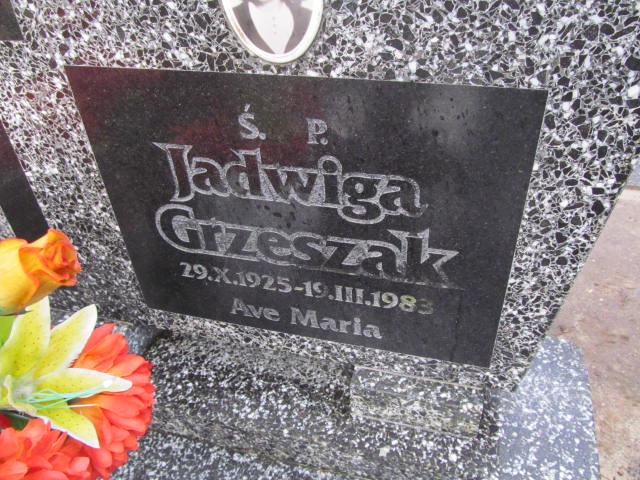 Ś. P.
Jadwiga
Grzeszak
29.X.1925-19.III.1983
Ave Maria